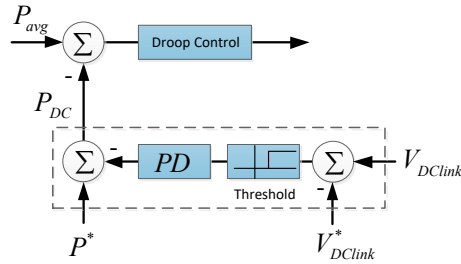 P_avg
Σ
Droop Control
-
P_DC
Σ
-
PD
Threshold
Σ
-
V_DClink
P*
V*_DClink